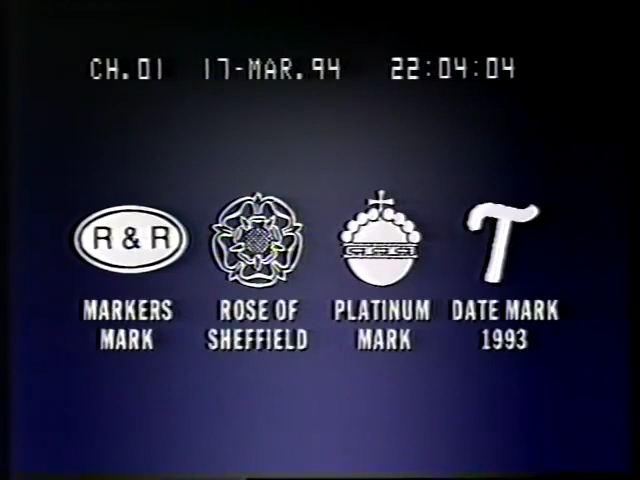 CH.01 17-MAR.94 22:04:04
R & R
T
MARKERS MARK
ROSE OF SHEFFIELD
PLATINUM MARK
DATE MARK 1993